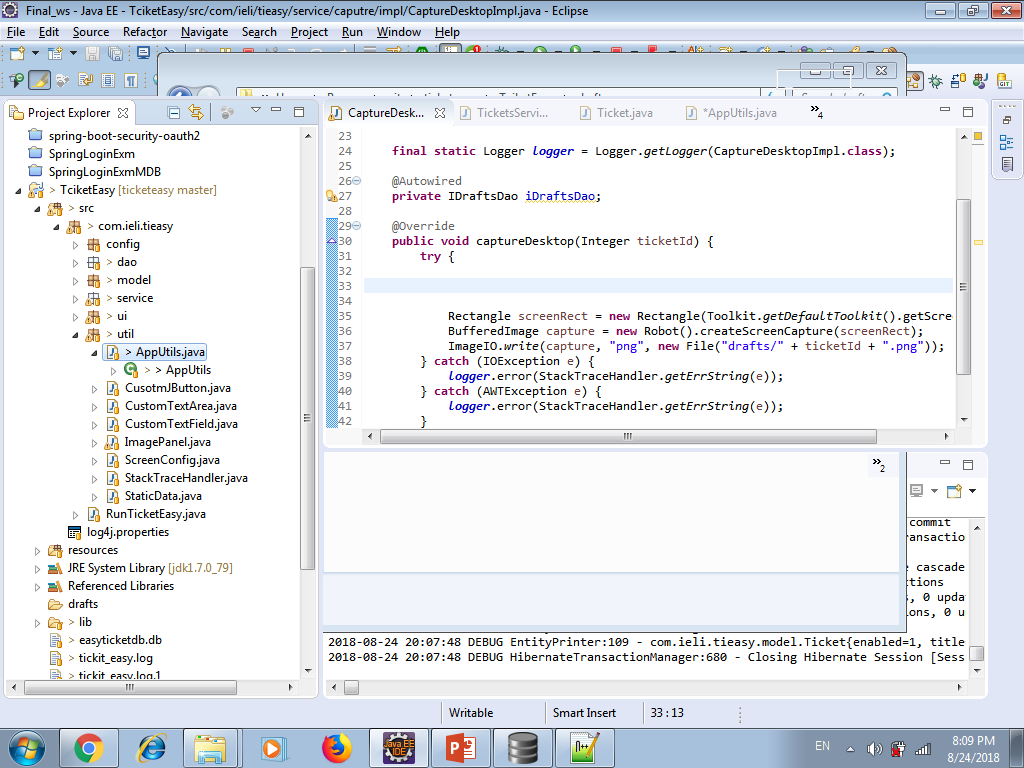 Final_ws - Java EE - TciketEasy/src/com/ieli/tieasy/service/caputre/impl/CaptureDesktopImpl.java - Eclipse
File Edit Source Refactor Navigate Search Project Run Window Help
Project Explorer
spring-boot-security-oauth2
SpringLoginExm
SpringLoginExmMDB
> TciketEasy [ticketeasy master]
> src
> com.ieli.tieasy
config
> dao
> model
> service
> ui
> util
> AppUtils.java
> > AppUtils
CusotmJButton.java
CustomTextArea.java
CustomTextField.java
ImagePanel.java
ScreenConfig.java
StackTraceHandler.java
StaticData.java
RunTicketEasy.java
log4j.properties
> resources
JRE System Library [jdk1.7.0_79]
Referenced Libraries
drafts
> lib
> easyticketdb.db
> tickit_easy.log
> tickit_easy.log.1
CaptureDesk... TicketsServi... Ticket.java *AppUtils.java »4
23
24 final static Logger logger = Logger.getLogger(CaptureDesktopImpl.class);
25
26 @Autowired
27 private IDraftsDao iDraftsDao;
28
29 @Override
30 public void captureDesktop(Integer ticketId) {
31 try {
32
33
34
35 Rectangle screenRect = new Rectangle(Toolkit.getDefaultToolkit().getScre
36 BufferedImage capture = new Robot().createScreenCapture(screenRect);
37 ImageIO.write(capture, "png", new File("drafts/" + ticketId + ".png"));
38 } catch (IOException e) {
39 logger.error(StackTraceHandler.getErrString(e));
40 } catch (AWTException e) {
41 logger.error(StackTraceHandler.getErrString(e));
42 }
»2
commit
ansactio
cascade
tions
, 0 upda
ions, 0 u
2018-08-24 20:07:48 DEBUG EntityPrinter:109 - com.ieli.tieasy.model.Ticket{enabled=1, title
2018-08-24 20:07:48 DEBUG HibernateTransactionManager:680 - Closing Hibernate Session [Sess
Writable Smart Insert 33 : 13
EN
8:09 PM
8/24/2018